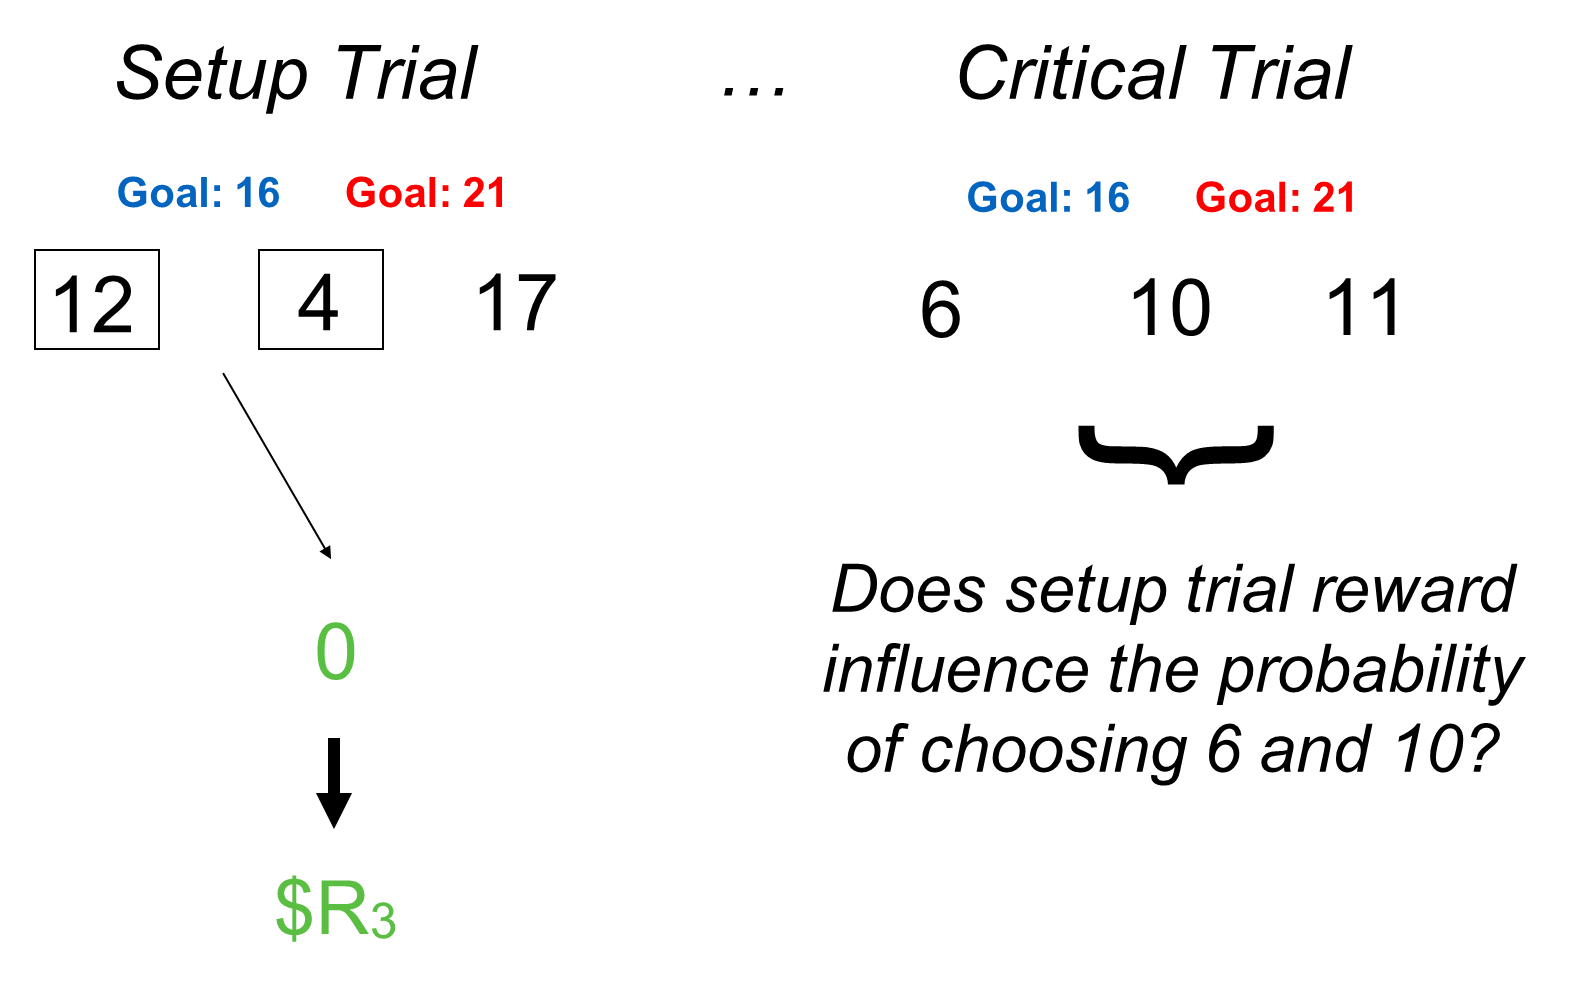 Setup Trial … Critical Trial
Goal: 16 Goal: 21
12 4 17
0
$R3
Goal: 16 Goal: 21
6 10 11
Does setup trial reward
influence the probability
of choosing 6 and 10?